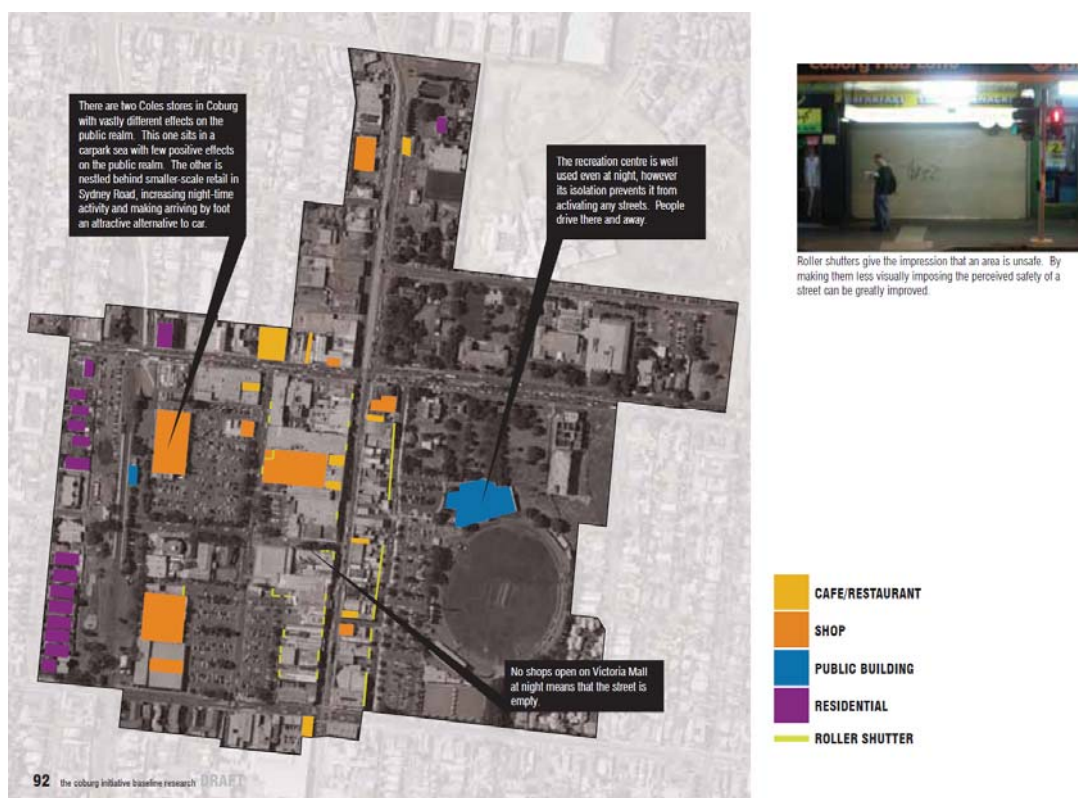 There are two Coles stores in Coburg
with vastly different effects on the
public realm. This one sits in a
carpark sea with few positive effects
on the public realm. The other is
nestled behind smaller-scale retail in
Sydney Road, increasing night-time
activity and making arriving by foot
an attractive alternative to car.
The recreation centre is well
used even at night, however
its isolation prevents it from
activating any streets. People
drive there and away.
Roller shutters give the impression that an area is unsafe. By
making them less visually imposing the perceived safety of a
street can be greatly improved.
No shops open on Victoria Mall
at night means that the street is
empty.
CAFE/RESTAURANT
SHOP
PUBLIC BUILDING
RESIDENTIAL
ROLLER SHUTTER
92 the coburg initiative baseline research DRAFT